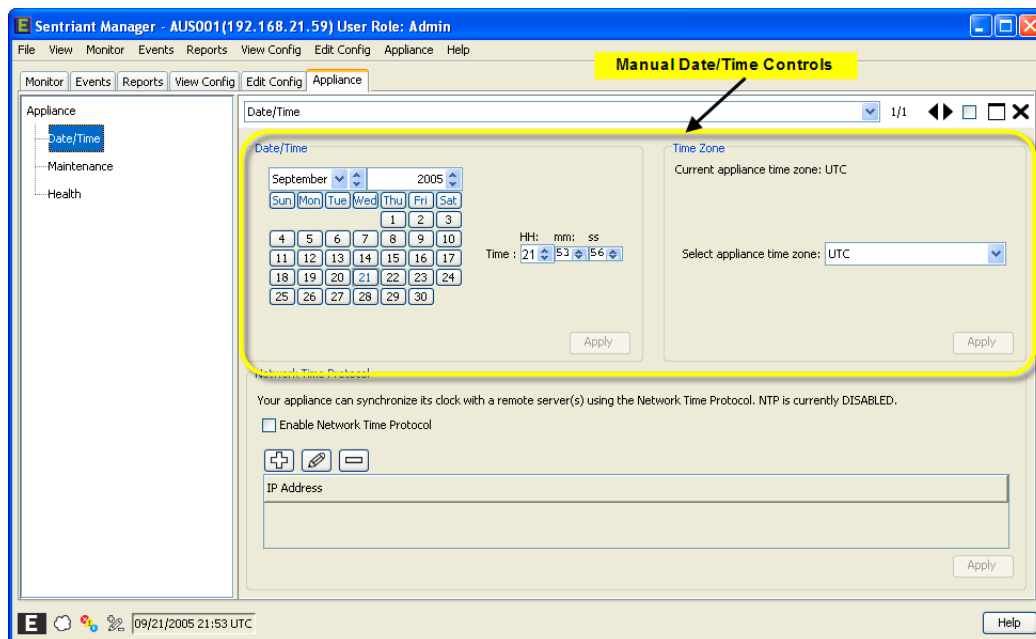 E Sentriant Manager - AUS001(192.168.21.59) User Role: Admin
File View Monitor Events Reports View Config Edit Config Appliance Help
Manual Date/Time Controls
Monitor Events Reports View Config Edit Config Appliance
Appliance
Date/Time
Maintenance
Health
Date/Time 1/1
Date/Time
September 2005
Sun Mon Tue Wed Thu Fri Sat
1 2 3
4 5 6 7 8 9 10
11 12 13 14 15 16 17
18 19 20 21 22 23 24
25 26 27 28 29 30
HH: mm: ss
Time : 21 53 56
Apply
Time Zone
Current appliance time zone: UTC
Select appliance time zone: UTC
Apply
Network Time Protocol
Your appliance can synchronize its clock with a remote server(s) using the Network Time Protocol. NTP is currently DISABLED.
Enable Network Time Protocol
IP Address
Apply
E 09/21/2005 21:53 UTC
Help